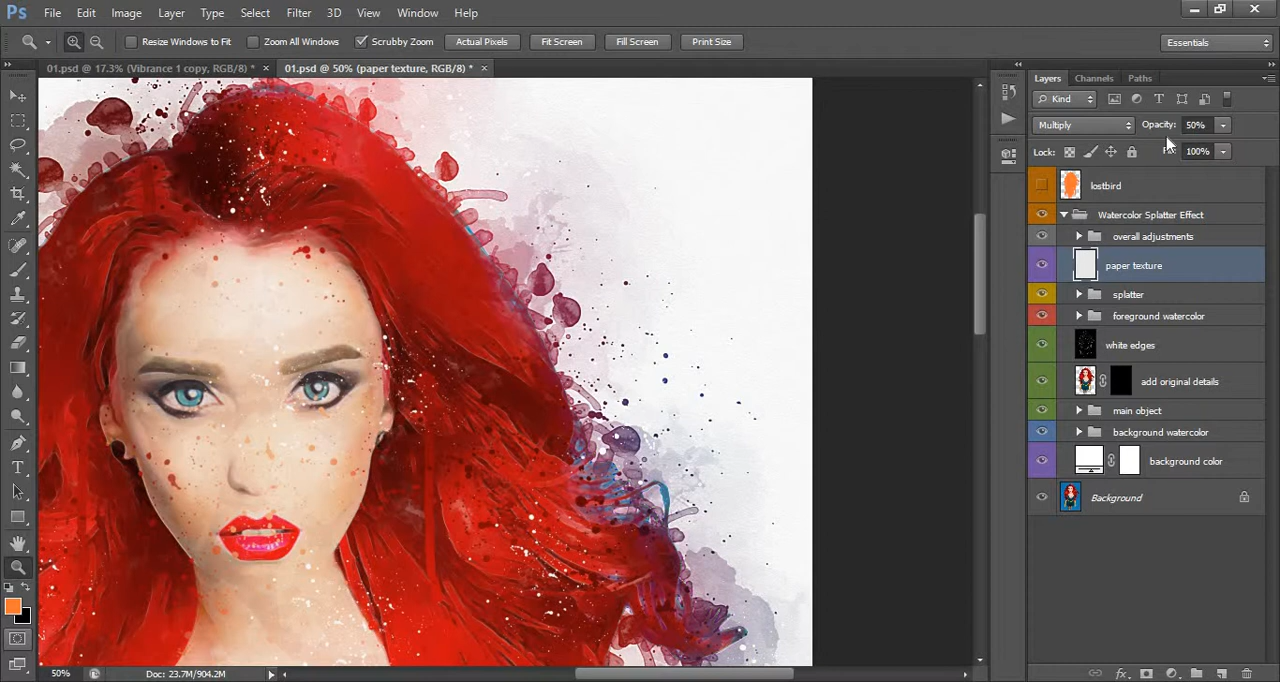 Ps File Edit Image Layer Type Select Filter 3D View Window Help
Resize Windows to Fit Zoom All Windows Scrubby Zoom Actual Pixels Fit Screen Fill Screen Print Size Essentials
01.psd @ 17.3% (Vibrance 1 copy, RGB/8) * × 01.psd @ 50% (paper texture, RGB/8) * ×
Layers Channels Paths
Kind
Multiply Opacity: 50%
Lock: 100%
lostbird
Watercolor Splatter Effect
overall adjustments
paper texture
splatter
foreground watercolor
white edges
add original details
main object
background watercolor
background color
Background
50% Doc: 23.7M/904.2M
fx